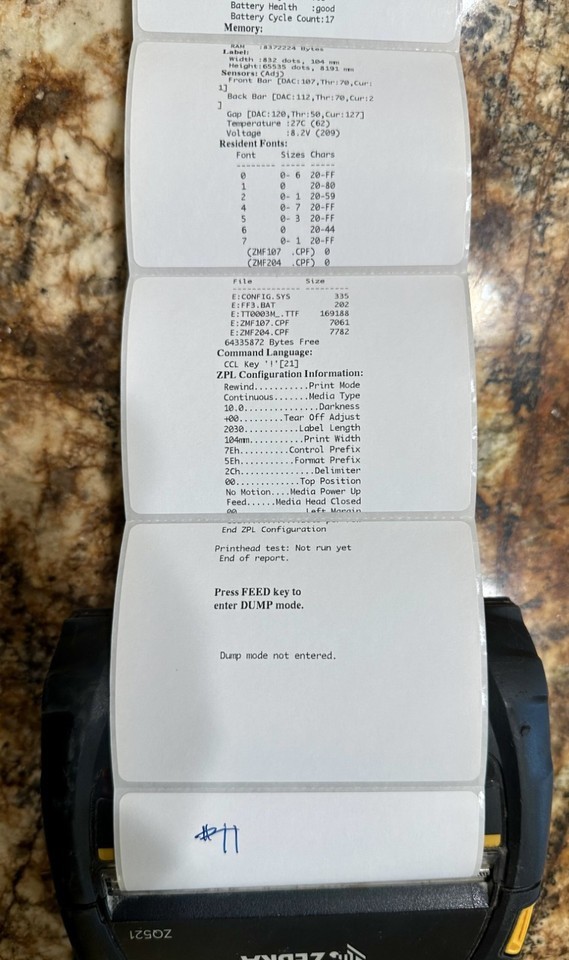 Battery Health :good
Battery Cycle Count:17
Memory:
RAM :8372224 Bytes
Label:
Width :832 dots, 104 mm
Height:65535 dots, 8191 mm
Sensors:(Adj)
Front Bar [DAC:107,Thr:70,Cur:
1]
Back Bar [DAC:112,Thr:70,Cur:2
]
Gap [DAC:120,Thr:50,Cur:127]
Temperature :27C (62)
Voltage :8.2V (209)
Resident Fonts:
Font Sizes Chars
-------- ----- -----
0 0- 6 20-FF
1 0 20-80
2 0- 1 20-59
4 0- 7 20-FF
5 0- 3 20-FF
6 0 20-44
7 0- 1 20-FF
(ZMF107 .CPF) 0
(ZMF204 .CPF) 0
File Size
-------------- -------
E:CONFIG.SYS 335
E:FF3.BAT 202
E:TT0003M_.TTF 169188
E:ZMF107.CPF 7061
E:ZMF204.CPF 7782
64335872 Bytes Free
Command Language:
CCL Key '!'[21]
ZPL Configuration Information:
Rewind..........Print Mode
Continuous.......Media Type
10.0..............Darkness
+00.........Tear Off Adjust
2030..........Label Length
104mm..........Print Width
7Eh.........Control Prefix
5Eh..........Format Prefix
2Ch..............Delimiter
00............Top Position
No Motion....Media Power Up
Feed......Media Head Closed
00 Left Margin
End ZPL Configuration
Printhead test: Not run yet
End of report.
Press FEED key to
enter DUMP mode.
Dump mode not entered.
ZQ521
ZEBRA